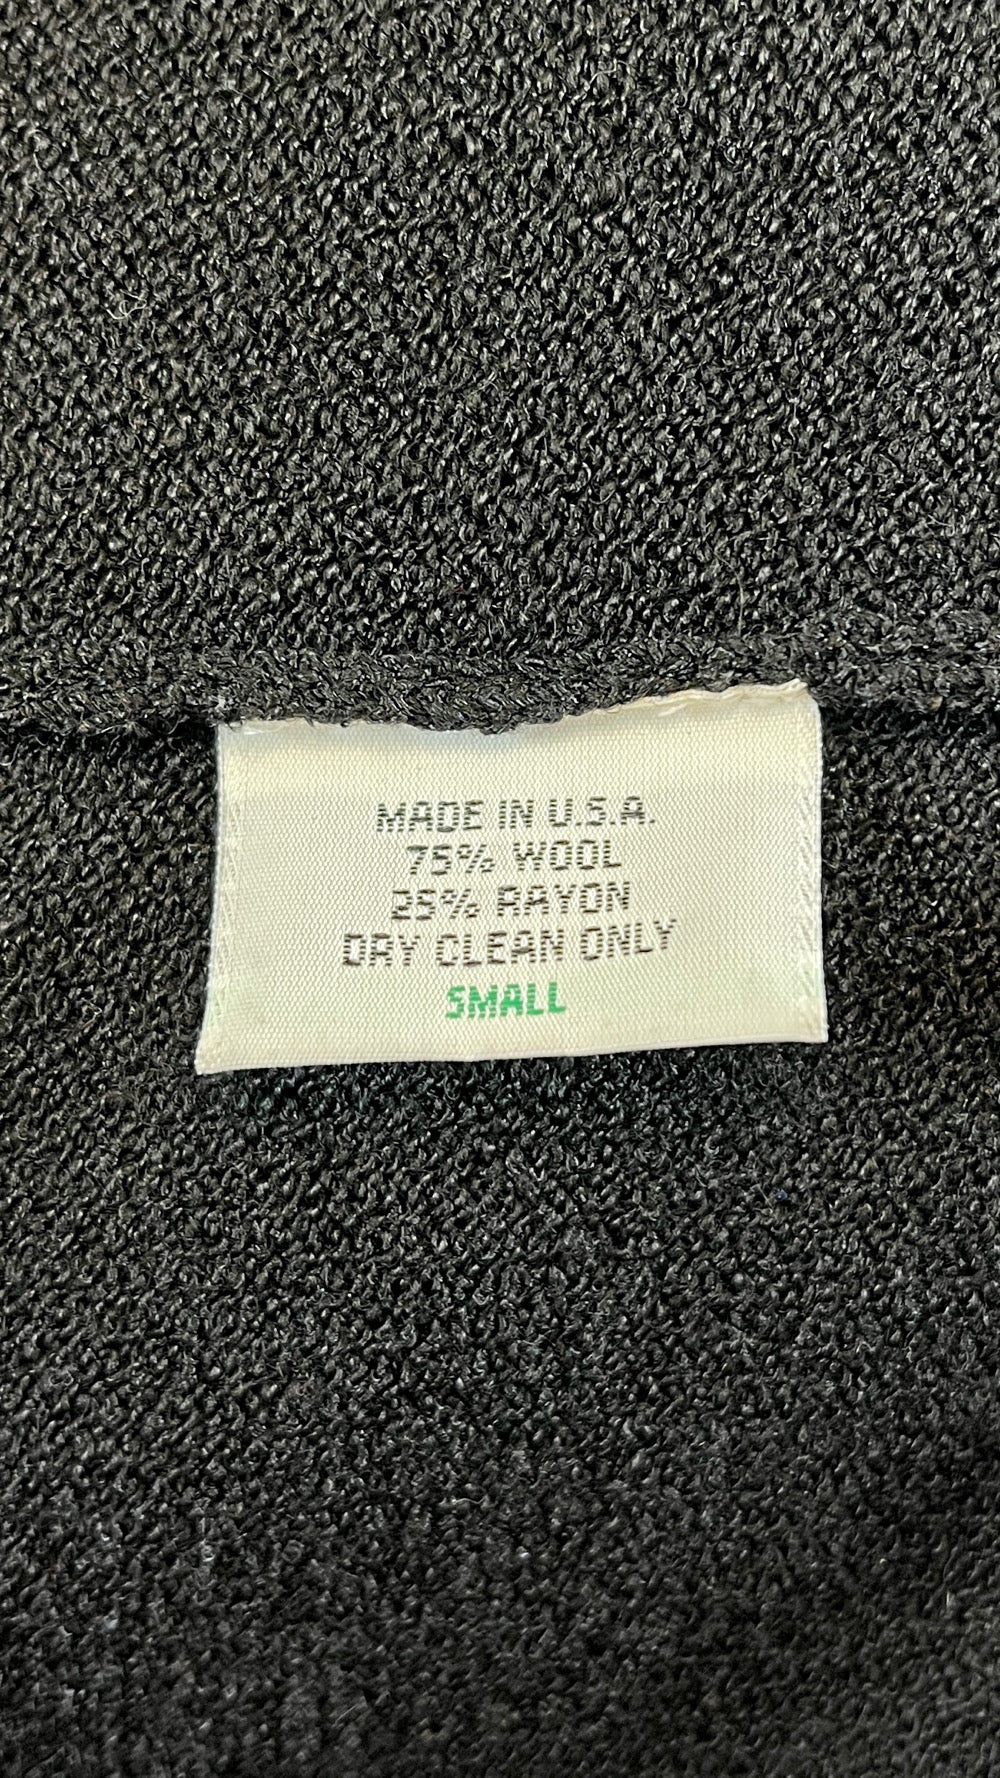 MADE IN U.S.A.
75% WOOL
25% RAYON
DRY CLEAN ONLY
SMALL